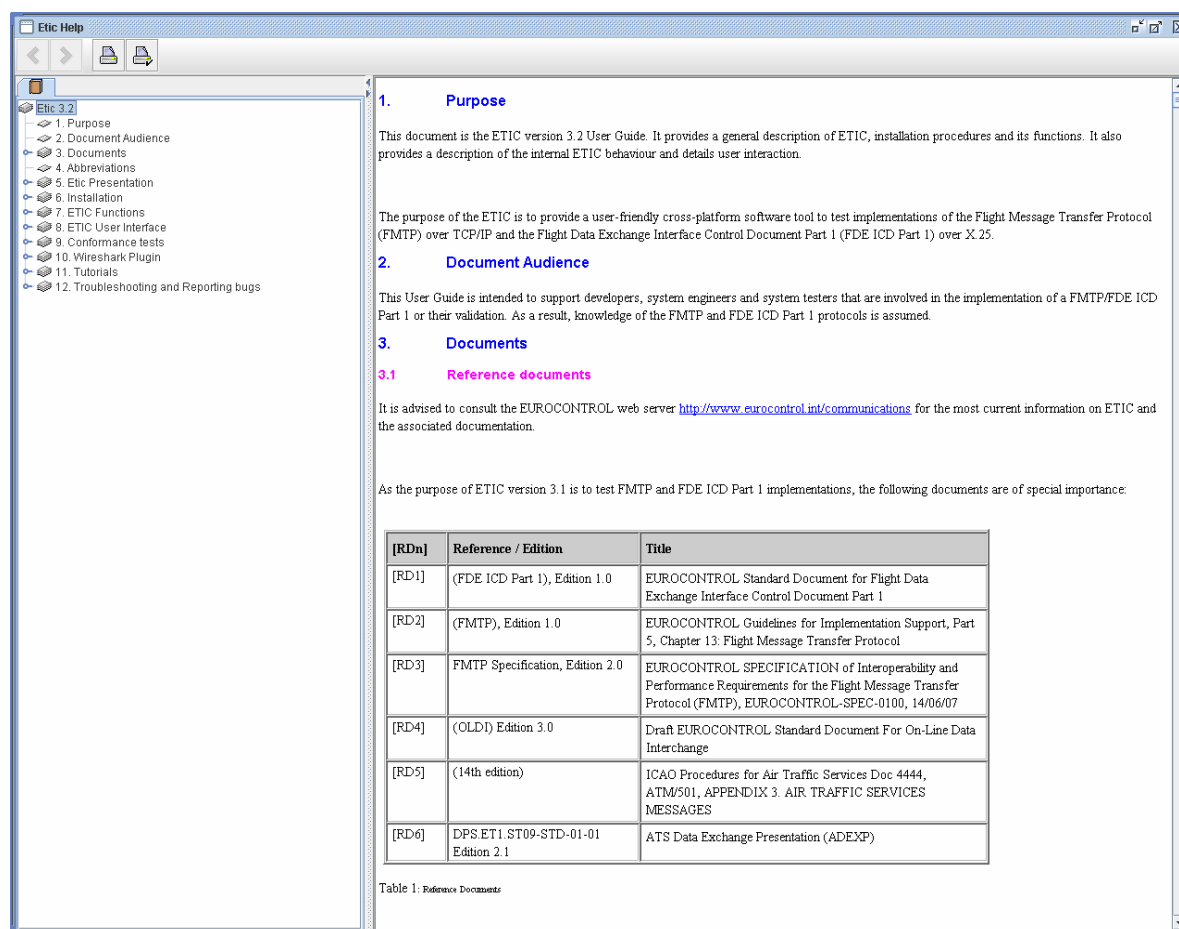 Etic Help
Etic 3.2
1. Purpose
2. Document Audience
3. Documents
4. Abbreviations
5. Etic Presentation
6. Installation
7. ETIC Functions
8. ETIC User Interface
9. Conformance tests
10. Wireshark Plugin
11. Tutorials
12. Troubleshooting and Reporting bugs
1. Purpose
This document is the ETIC version 3.2 User Guide. It provides a general description of ETIC, installation procedures and its functions. It also
provides a description of the internal ETIC behaviour and details user interaction.
The purpose of the ETIC is to provide a user-friendly cross-platform software tool to test implementations of the Flight Message Transfer Protocol
(FMTP) over TCP/IP and the Flight Data Exchange Interface Control Document Part 1 (FDE ICD Part 1) over X.25.
2. Document Audience
This User Guide is intended to support developers, system engineers and system testers that are involved in the implementation of a FMTP/FDE ICD
Part 1 or their validation. As a result, knowledge of the FMTP and FDE ICD Part 1 protocols is assumed.
3. Documents
3.1 Reference documents
It is advised to consult the EUROCONTROL web server http://www.eurocontrol.int/communications for the most current information on ETIC and
the associated documentation.
As the purpose of ETIC version 3.1 is to test FMTP and FDE ICD Part 1 implementations, the following documents are of special importance:
[RDn] Reference / Edition Title
[RD1] (FDE ICD Part 1), Edition 1.0 EUROCONTROL Standard Document for Flight Data
Exchange Interface Control Document Part 1
[RD2] (FMTP), Edition 1.0 EUROCONTROL Guidelines for Implementation Support, Part
5, Chapter 13: Flight Message Transfer Protocol
[RD3] FMTP Specification, Edition 2.0 EUROCONTROL SPECIFICATION of Interoperability and
Performance Requirements for the Flight Message Transfer
Protocol (FMTP), EUROCONTROL-SPEC-0100, 14/06/07
[RD4] (OLDI) Edition 3.0 Draft EUROCONTROL Standard Document For On-Line Data
Interchange
[RD5] (14th edition) ICAO Procedures for Air Traffic Services Doc 4444,
ATM/501, APPENDIX 3. AIR TRAFFIC SERVICES
MESSAGES
[RD6] DPS.ET1.ST09-STD-01-01 ATS Data Exchange Presentation (ADEXP)
Edition 2.1
Table 1: Reference Documents